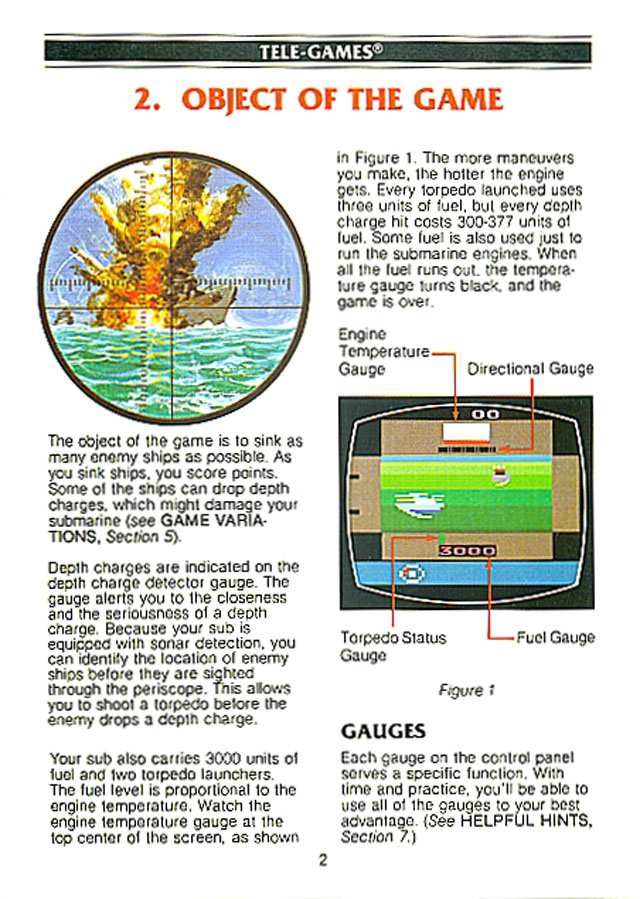 TELE-GAMES®
2. OBJECT OF THE GAME
The object of the game is to sink as
many enemy ships as possible. As
you sink ships, you score points.
Some of the ships can drop depth
charges, which might damage your
submarine (see GAME VARIA-
TIONS, Section 5).
Depth charges are indicated on the
depth charge detector gauge. The
gauge alerts you to the closeness
and the seriousness of a depth
charge. Because your sub is
equipped with sonar detection, you
can identify the location of enemy
ships before they are sighted
through the periscope. This allows
you to shoot a torpedo before the
enemy drops a depth charge.
Your sub also carries 3000 units of
fuel and two torpedo launchers.
The fuel level is proportional to the
engine temperature. Watch the
engine temperature gauge at the
top center of the screen, as shown
in Figure 1. The more maneuvers
you make, the hotter the engine
gets. Every torpedo launched uses
three units of fuel, but every depth
charge hit costs 300-377 units of
fuel. Some fuel is also used just to
run the submarine engines. When
all the fuel runs out, the tempera-
ture gauge turns black, and the
game is over.
Engine
Temperature
Gauge
Directional Gauge
00
3000
Torpedo Status
Gauge
Fuel Gauge
Figure 1
GAUGES
Each gauge on the control panel
serves a specific function. With
time and practice, you'll be able to
use all of the gauges to your best
advantage. (See HELPFUL HINTS,
Section 7.)
2